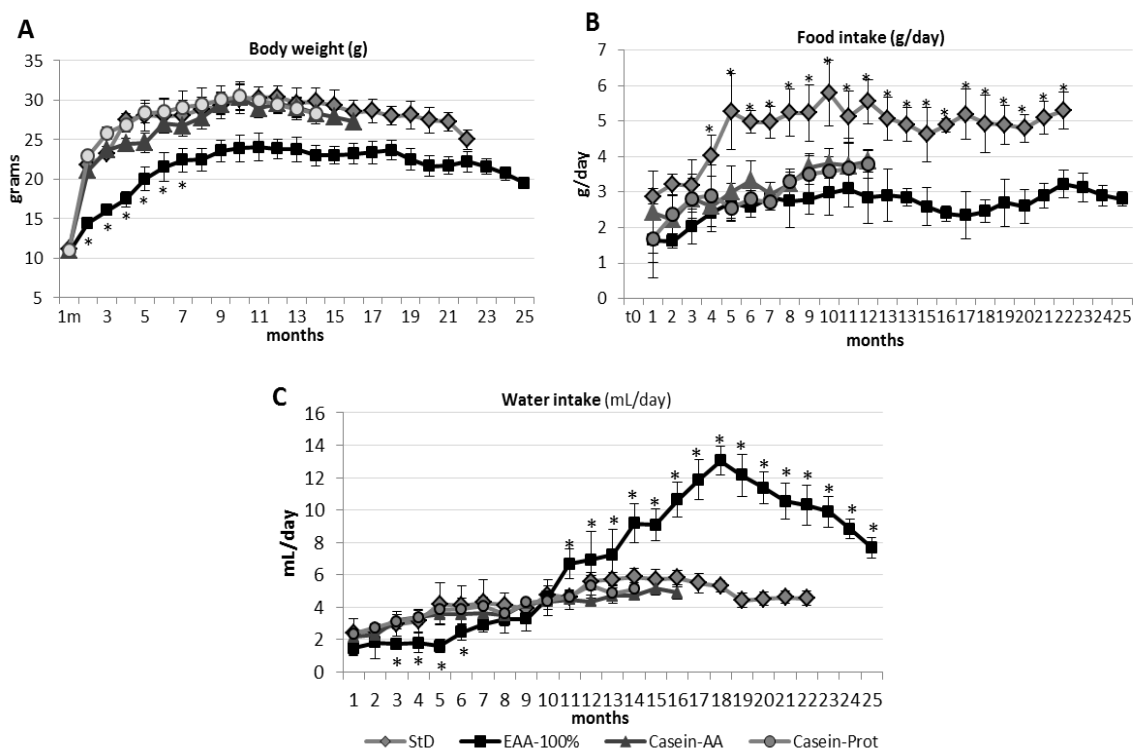 A
Body weight (g)
35
30
25
20
15
10
5
grams
* * * * * *
1m 3 5 7 9 11 13 15 17 19 21 23 25
months
B
Food intake (g/day)
7
6
5
4
3
2
1
0
g/day
* * * * * * * * * * * * * * * * * * *
t0 1 2 3 4 5 6 7 8 9 10 11 12 13 14 15 16 17 18 19 20 21 22 23 24 25
months
C
Water intake (mL/day)
16
14
12
10
8
6
4
2
0
mL/day
* * * * * * * * * * * * * * *
* * * *
1 2 3 4 5 6 7 8 9 10 11 12 13 14 15 16 17 18 19 20 21 22 23 24 25
months
StD EAA-100% Casein-AA Casein-Prot